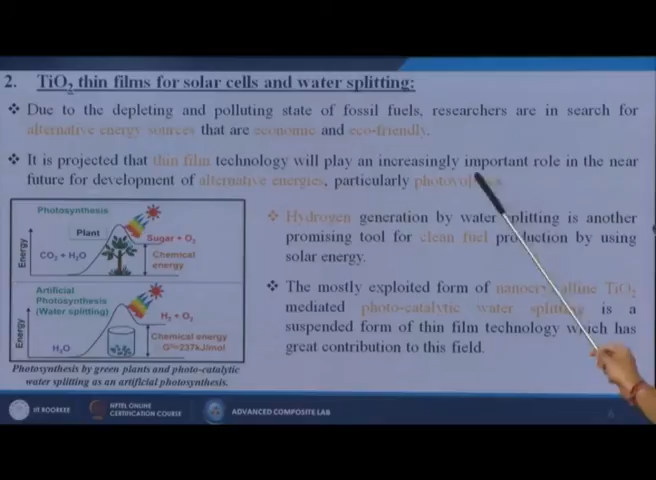 2. TiO2 thin films for solar cells and water splitting:
❖ Due to the depleting and polluting state of fossil fuels, researchers are in search for
alternative energy sources that are economic and eco-friendly.
❖ It is projected that thin film technology will play an increasingly important role in the near
future for development of alternative energies, particularly
Photosynthesis
Plant
Energy
CO2 + H2O
Sugar + O2
Chemical
energy
Artificial
Photosynthesis
(Water splitting)
Energy
H2O
H2 + O2
Chemical energy
G0=237kJ/mol
Photosynthesis by green plants and photo-catalytic
water splitting as an artificial photosynthesis.
❖ Hydrogen generation by water splitting is another
promising tool for clean fuel production by using
solar energy.
❖ The mostly exploited form of TiO2
mediated photo-catalytic water splitting is a
suspended form of thin film technology which has
great contribution to this field.
IIT ROORKEE
NPTEL ONLINE
CERTIFICATION COURSE
ADVANCED COMPOSITE LAB